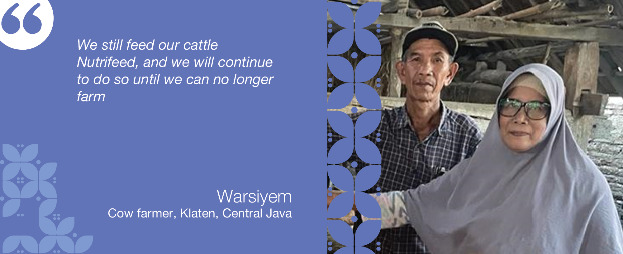 We still feed our cattle
Nutrifeed, and we will continue
to do so until we can no longer
farm
Warsiyem
Cow farmer, Klaten, Central Java